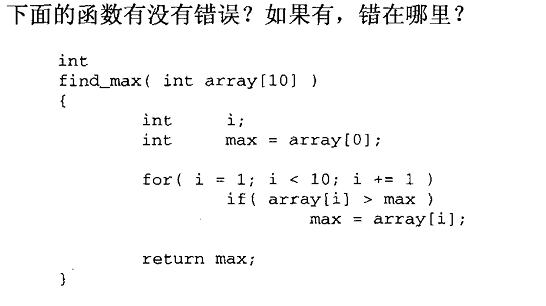 下面的函数有没有错误？如果有，错在哪里？
int
find_max( int array[10] )
{
int i;
int max = array[0];
for( i = 1; i < 10; i += 1 )
if( array[i] > max )
max = array[i];
return max;
}